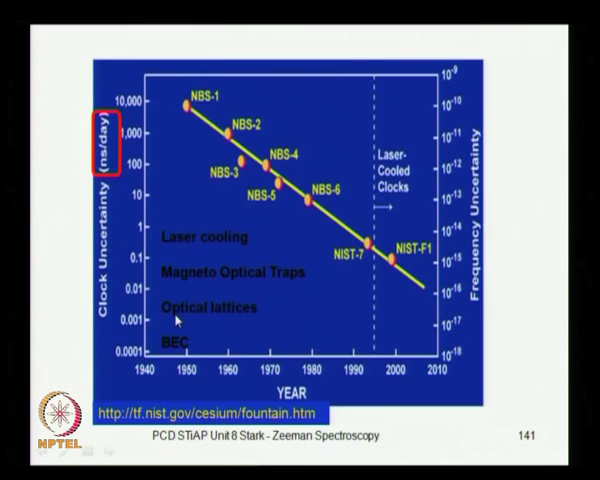 10⁻⁹
10,000
NBS-1
10⁻¹⁰
1,000
NBS-2
10⁻¹¹
100
NBS-3
NBS-4
Laser-
Cooled
Clocks
10⁻¹²
10
NBS-5
NBS-6
10⁻¹³
1
Laser cooling
10⁻¹⁴
0.1
NIST-7
NIST-F1
10⁻¹⁵
Magneto Optical Traps
0.01
10⁻¹⁶
Optical lattices
0.001
10⁻¹⁷
BEC
0.0001
10⁻¹⁸
Clock Uncertainty (ns/day)
Frequency Uncertainty
1940 1950 1960 1970 1980 1990 2000 2010
YEAR
http://tf.nist.gov/cesium/fountain.htm
NPTEL
PCD STiAP Unit 8 Stark - Zeeman Spectroscopy
141